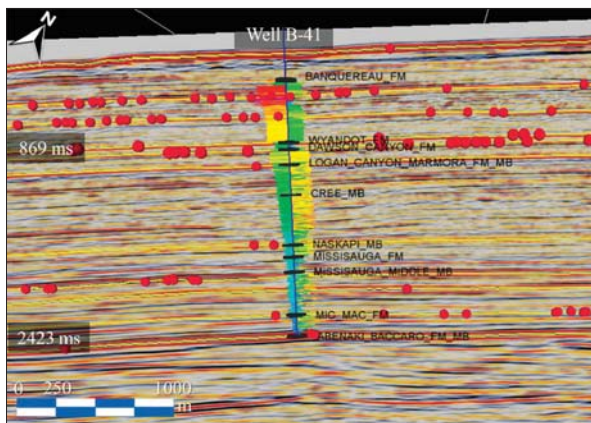 N
Well B-41
BANQUEREAU_FM
WYANDOT_FM
869 ms
DAWSON_CANYON_FM
LOGAN_CANYON_MARMORA_FM_MB
CREE_MB
NASKAPI_MB
MISSISAUGA_FM
MISSISAUGA_MIDDLE_MB
MIC_MAC_FM
2423 ms
ABENAKI_BACCARO_FM_MB
0 250 1000
m